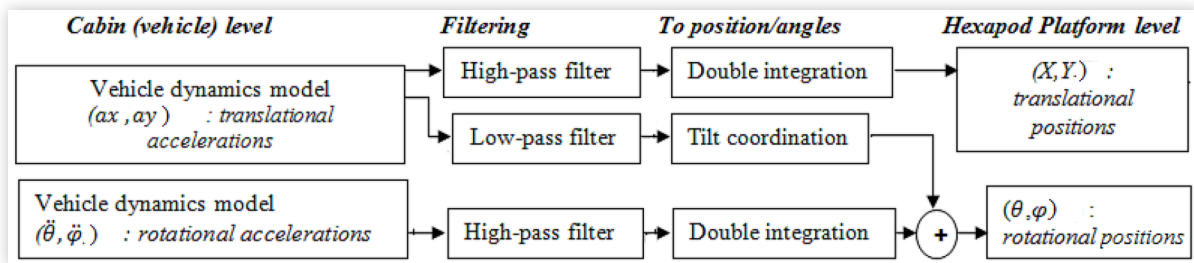 Cabin (vehicle) level
Filtering
To position/angles
Hexapod Platform level
Vehicle dynamics model
(ax ,ay ) : translational
accelerations
High-pass filter
Double integration
(X,Y.) :
translational
positions
Low-pass filter
Tilt coordination
Vehicle dynamics model
(θ̈, φ̈.) : rotational accelerations
High-pass filter
Double integration
+
(θ,φ) :
rotational positions